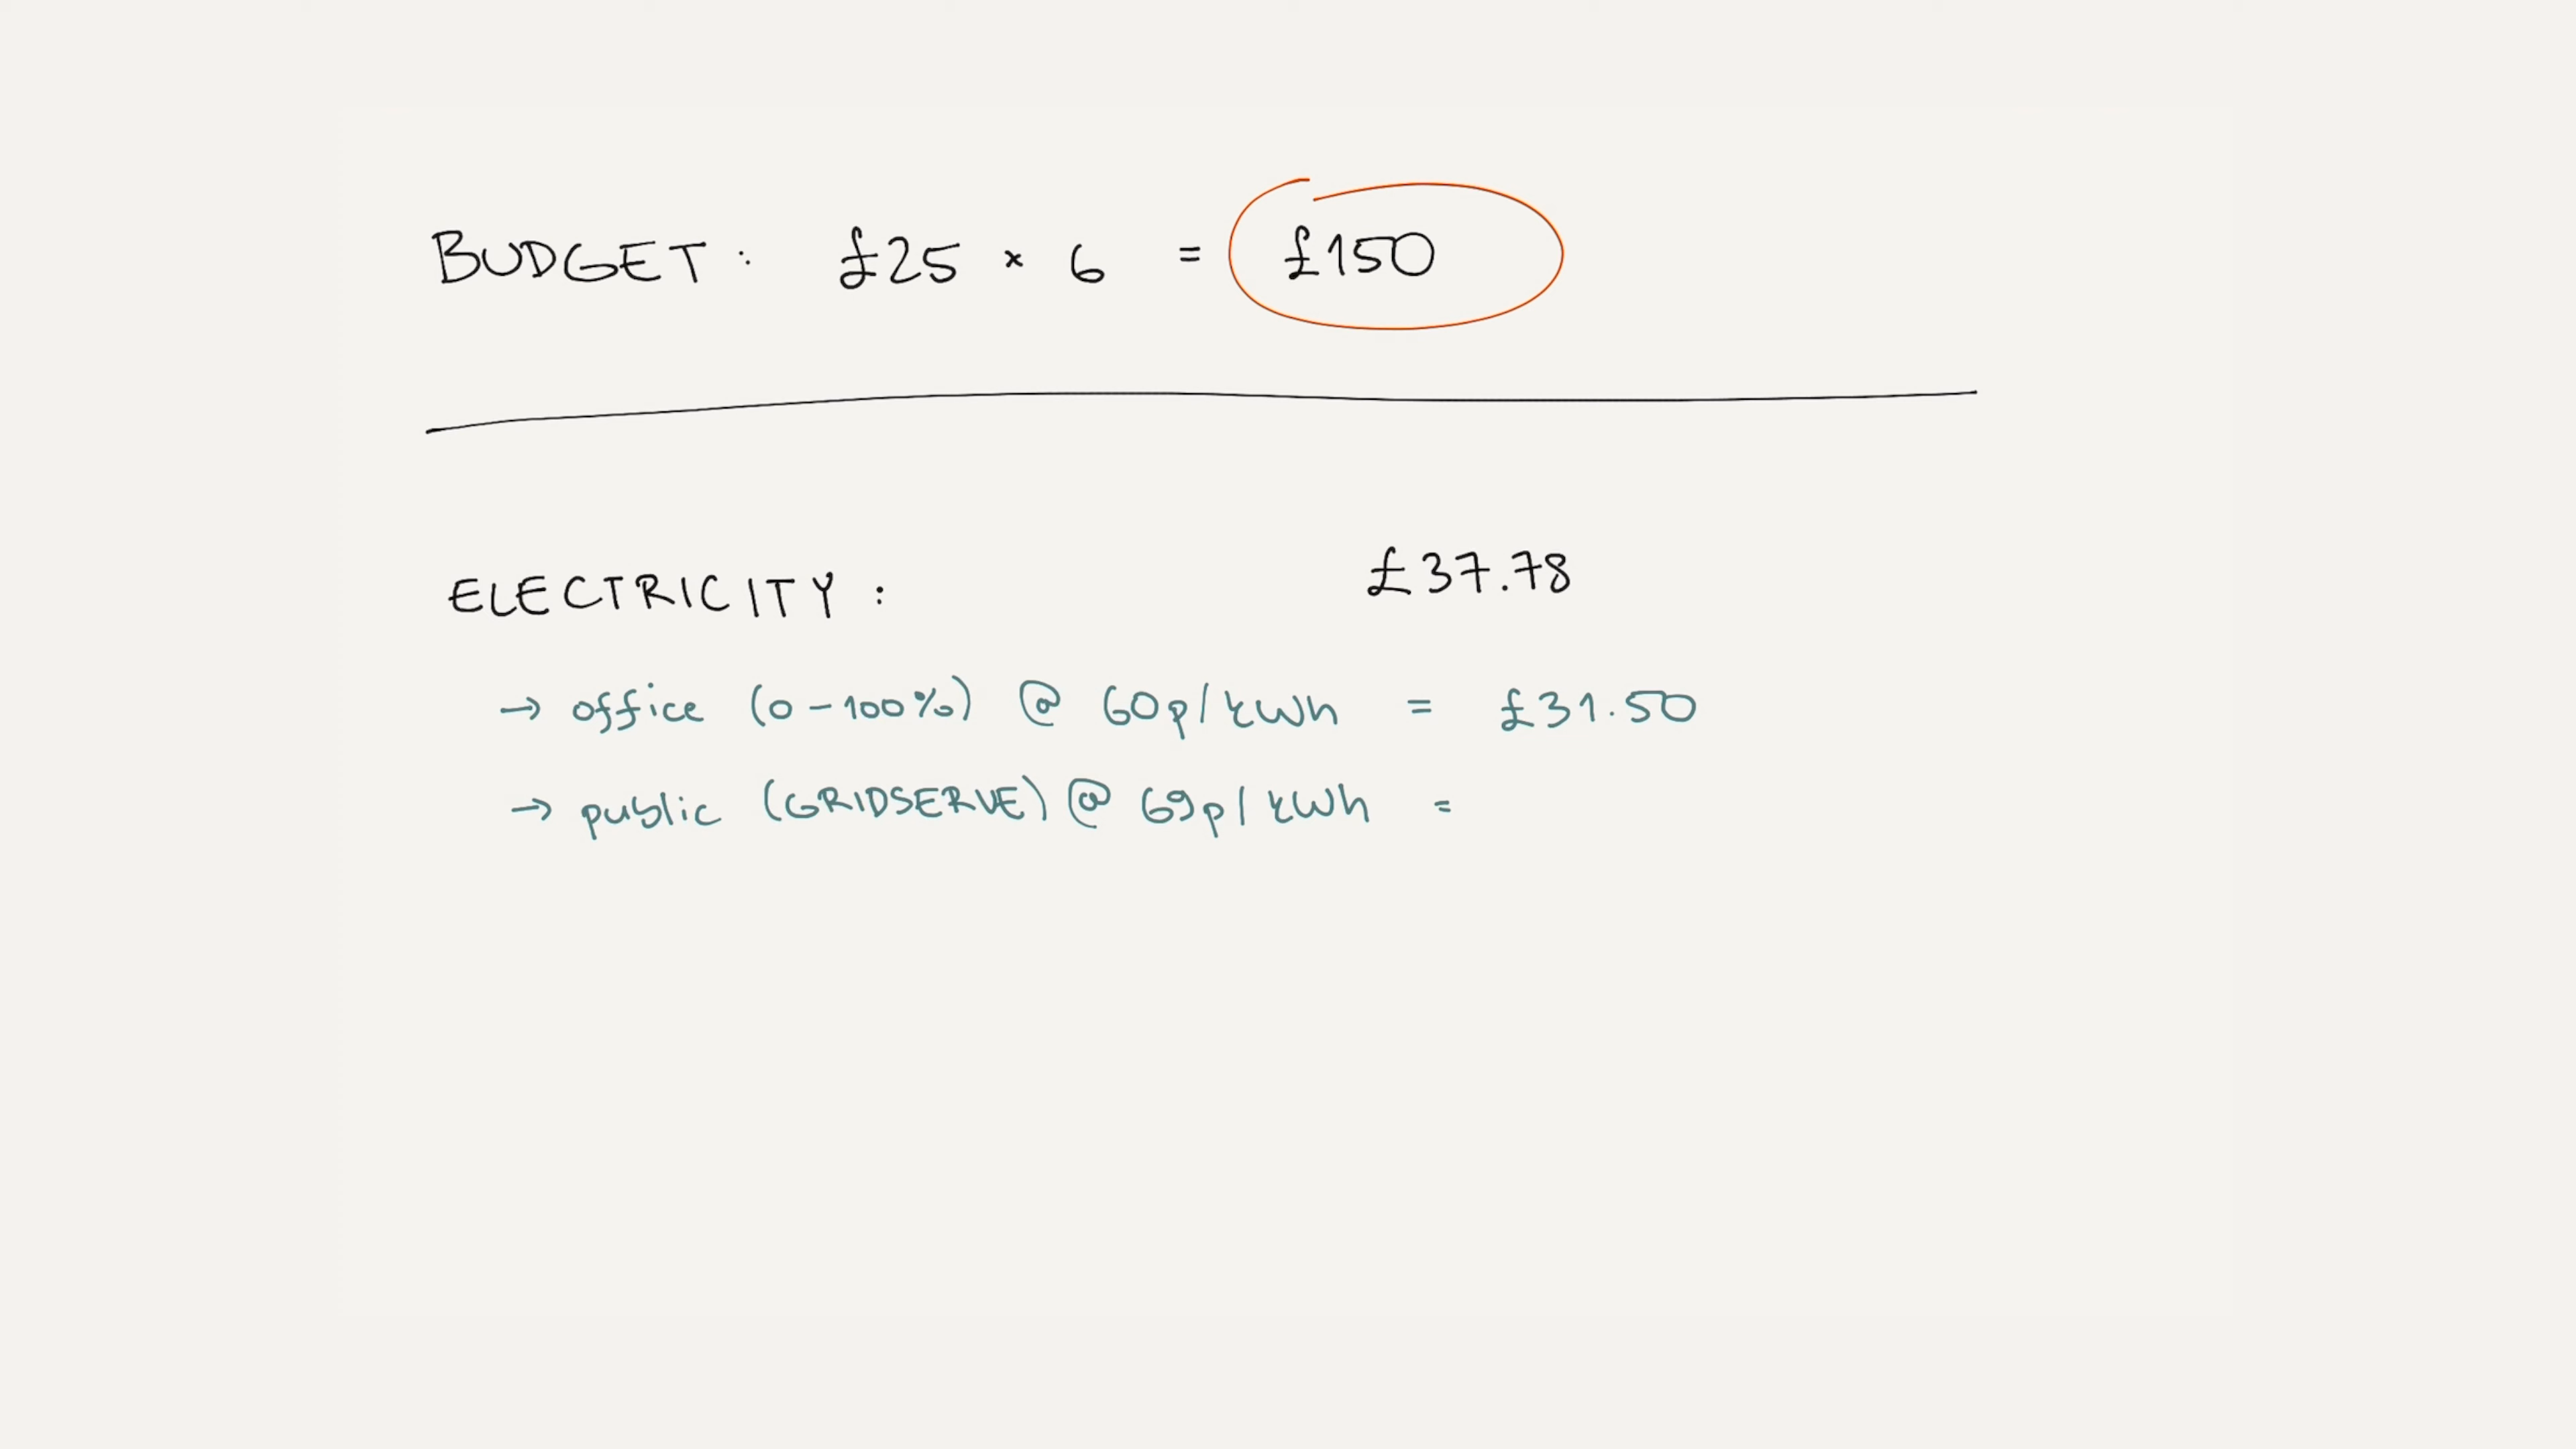 BUDGET: £25 × 6 = £150
ELECTRICITY: £37.78
→ office (0-100%) @ 60p/kWh = £31.50
→ public (GRIDSERVE) @ 69p/kWh =